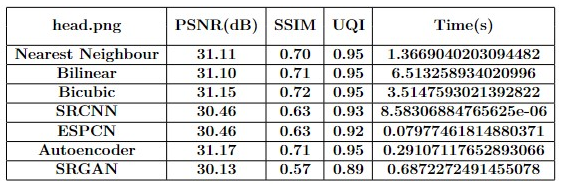 head.png PSNR(dB) SSIM UQI Time(s)
Nearest Neighbour 31.11 0.70 0.95 1.3669040203094482
Bilinear 31.10 0.71 0.95 6.513258934020996
Bicubic 31.15 0.72 0.95 3.5147593021392822
SRCNN 30.46 0.63 0.93 8.58306884765625e-06
ESPCN 30.46 0.63 0.92 0.07977461814880371
Autoencoder 31.17 0.71 0.95 0.29107117652893066
SRGAN 30.13 0.57 0.89 0.6872272491455078